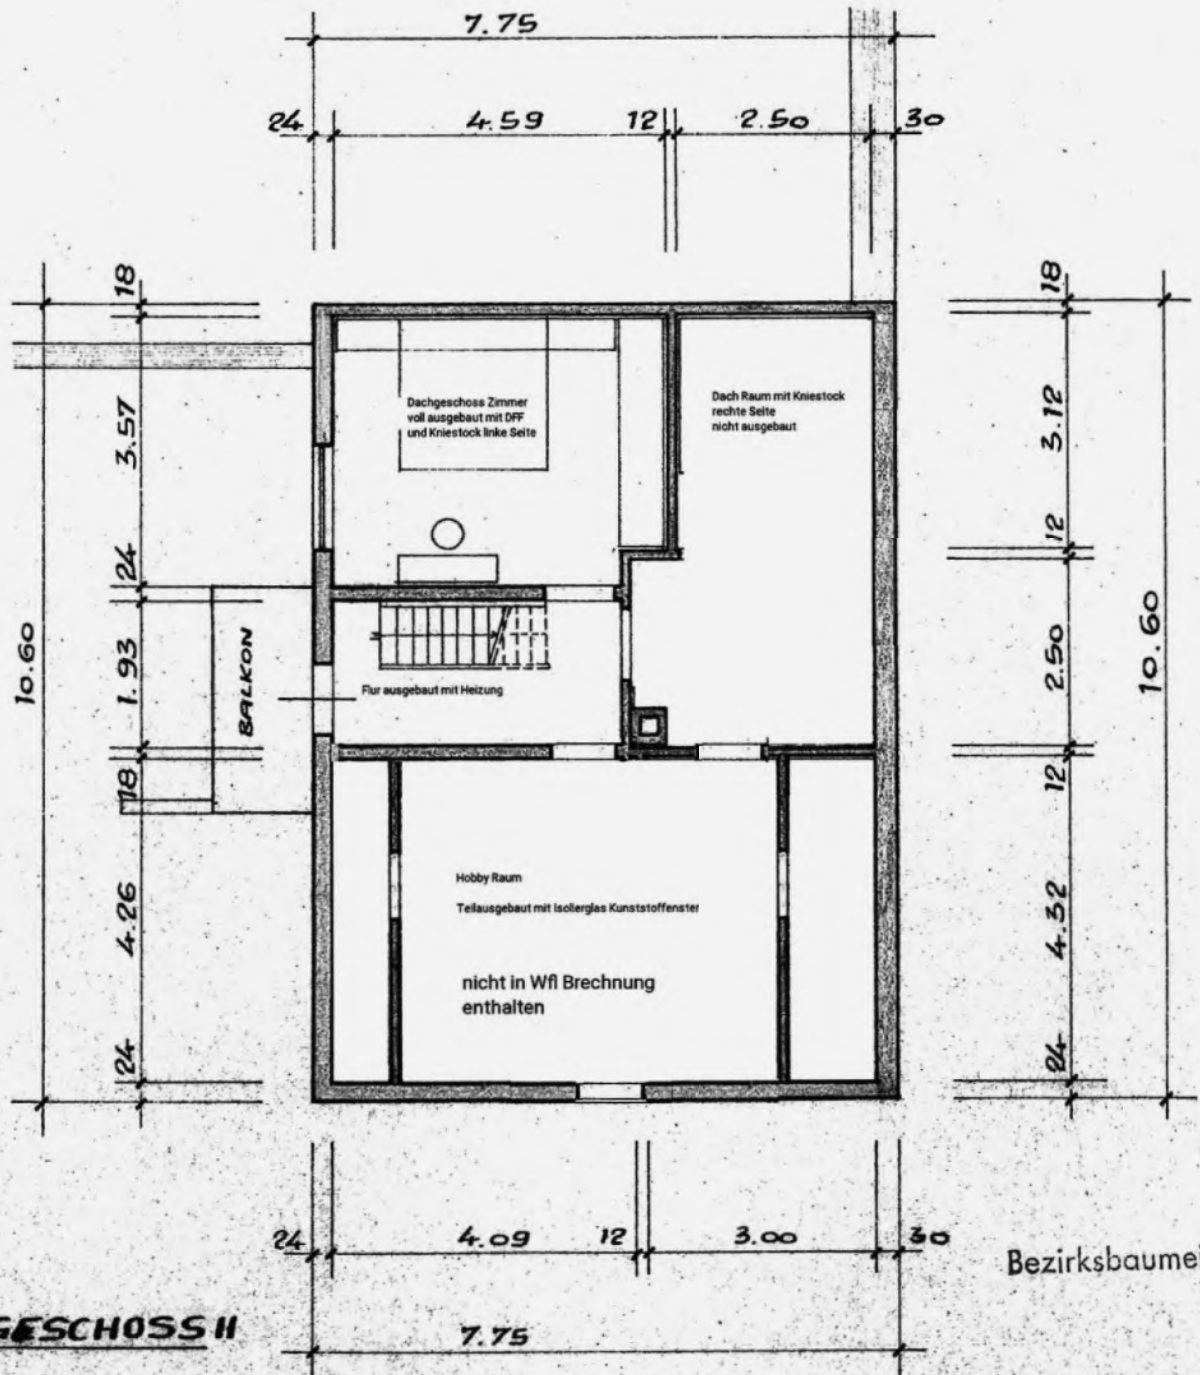 7.75
24 4.59 12 2.50 30
18
3.57
24
1.93
18
4.26
24
10.60
18
3.12
12
2.50
12
4.32
24
10.60
Dachgeschoss Zimmer
voll ausgebaut mit DFF
und Kniestock linke Seite
Dach Raum mit Kniestock
rechte Seite
nicht ausgebaut
BALKON
Flur ausgebaut mit Heizung
Hobby Raum
Teilausgebaut mit Isolierglas Kunststoffenster
nicht in Wfl Brechnung
enthalten
24 4.09 12 3.00 30
Bezirksbaumei
GESCHOSS II
7.75